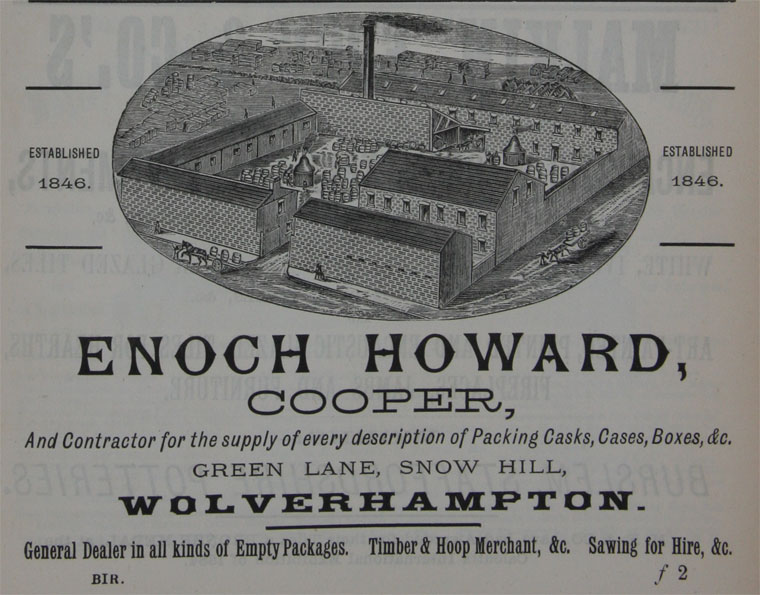 ESTABLISHED
1846.
ESTABLISHED
1846.
ENOCH HOWARD,
COOPER,
And Contractor for the supply of every description of Packing Casks, Cases, Boxes, &c.
GREEN LANE, SNOW HILL,
WOLVERHAMPTON.
General Dealer in all kinds of Empty Packages. Timber & Hoop Merchant, &c. Sawing for Hire, &c.
BIR. f 2